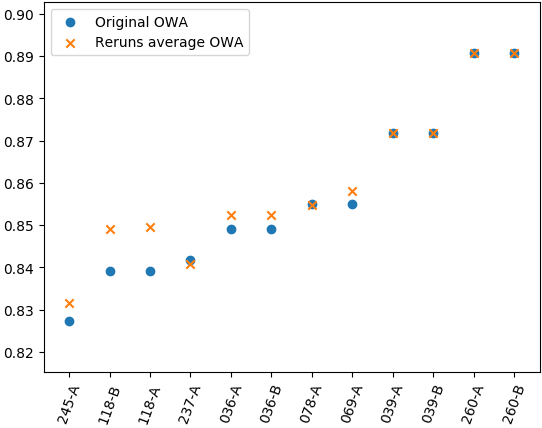 Original OWA
Reruns average OWA
0.90
0.89
0.88
0.87
0.86
0.85
0.84
0.83
0.82
245-A
118-B
118-A
237-A
036-A
036-B
078-A
069-A
039-A
039-B
260-A
260-B